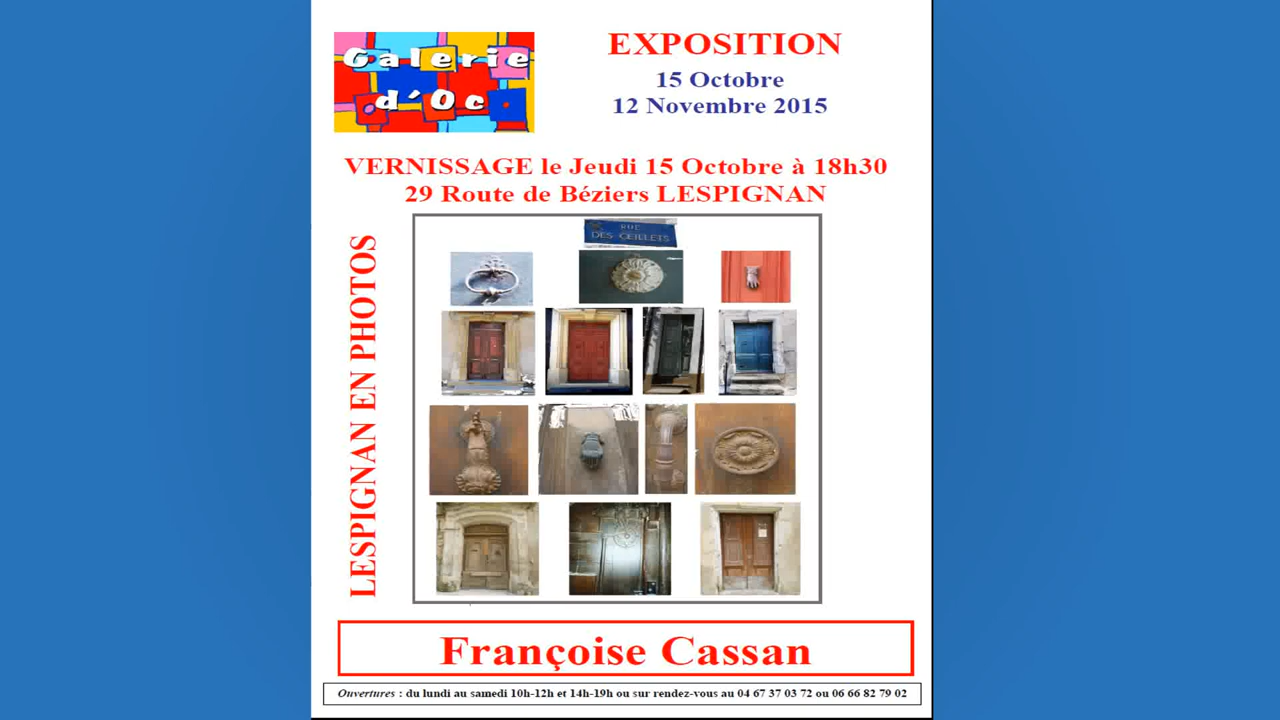 Galerie
d'Oc
EXPOSITION
15 Octobre
12 Novembre 2015
VERNISSAGE le Jeudi 15 Octobre à 18h30
29 Route de Béziers LESPIGNAN
LESPIGNAN EN PHOTOS
RUE
DES ŒILLETS
Françoise Cassan
Ouvertures : du lundi au samedi 10h-12h et 14h-19h ou sur rendez-vous au 04 67 37 03 72 ou 06 66 82 79 02